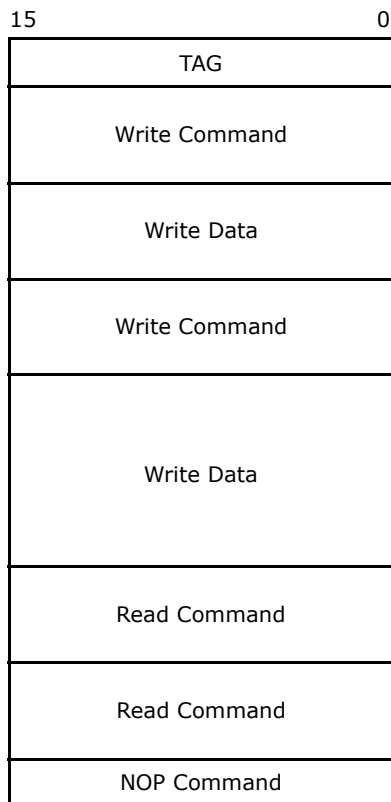 15 0
TAG
Write Command
Write Data
Write Command
Write Data
Read Command
Read Command
NOP Command